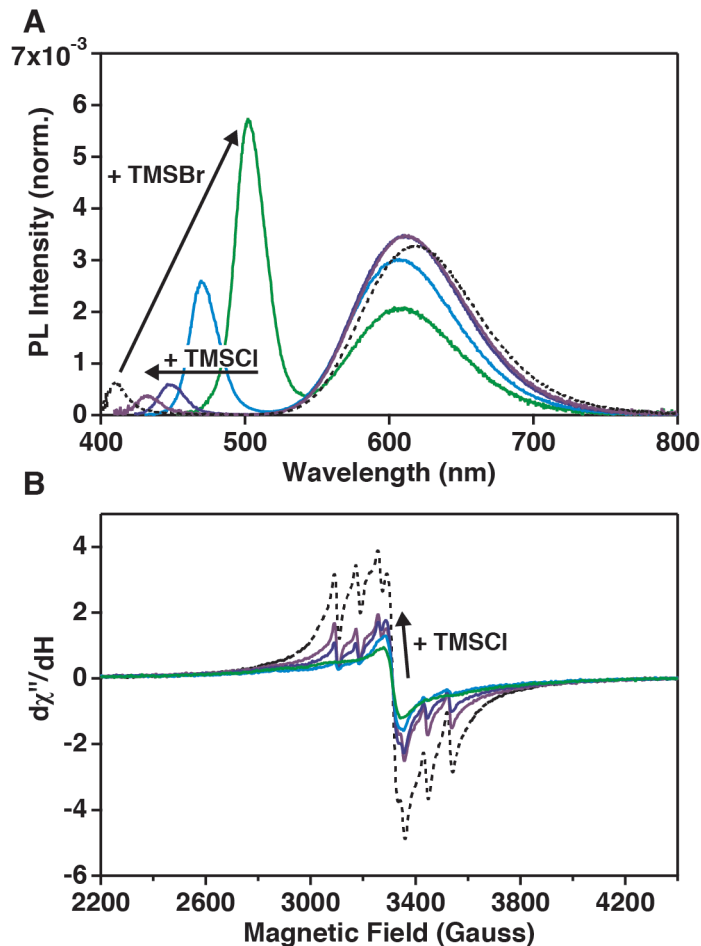 A
7x10⁻³
6
5
4
3
2
1
0
PL Intensity (norm.)
+ TMSBr
+ TMSCl
400 500 600 700 800
Wavelength (nm)
B
4
2
0
-2
-4
-6
dχ"/dH
+ TMSCl
2200 2600 3000 3400 3800 4200
Magnetic Field (Gauss)